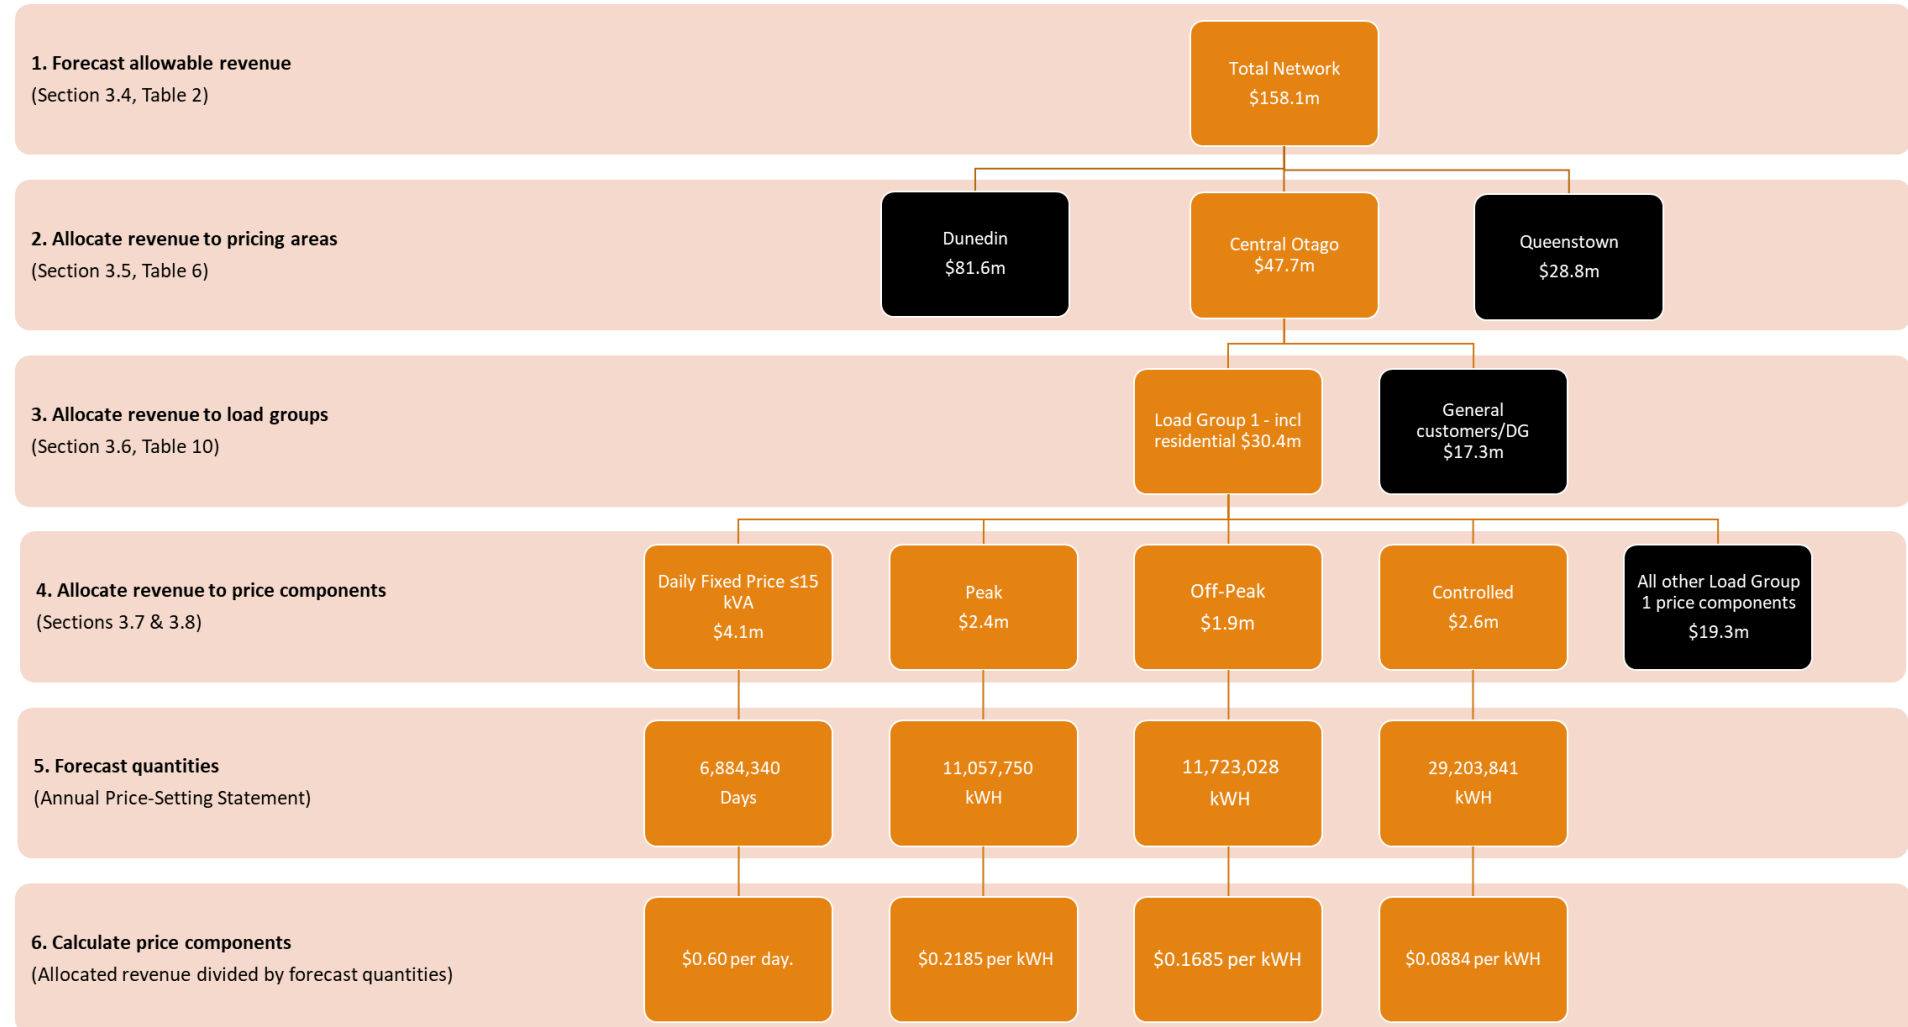 1. Forecast allowable revenue
(Section 3.4, Table 2)
Total Network
$158.1m
2. Allocate revenue to pricing areas
(Section 3.5, Table 6)
Dunedin
$81.6m
Central Otago
$47.7m
Queenstown
$28.8m
3. Allocate revenue to load groups
(Section 3.6, Table 10)
Load Group 1 - incl
residential $30.4m
General
customers/DG
$17.3m
4. Allocate revenue to price components
(Sections 3.7 & 3.8)
Daily Fixed Price ≤15
kVA
$4.1m
Peak
$2.4m
Off-Peak
$1.9m
Controlled
$2.6m
All other Load Group
1 price components
$19.3m
5. Forecast quantities
(Annual Price-Setting Statement)
6,884,340
Days
11,057,750
kWH
11,723,028
kWH
29,203,841
kWH
6. Calculate price components
(Allocated revenue divided by forecast quantities)
$0.60 per day.
$0.2185 per kWH
$0.1685 per kWH
$0.0884 per kWH